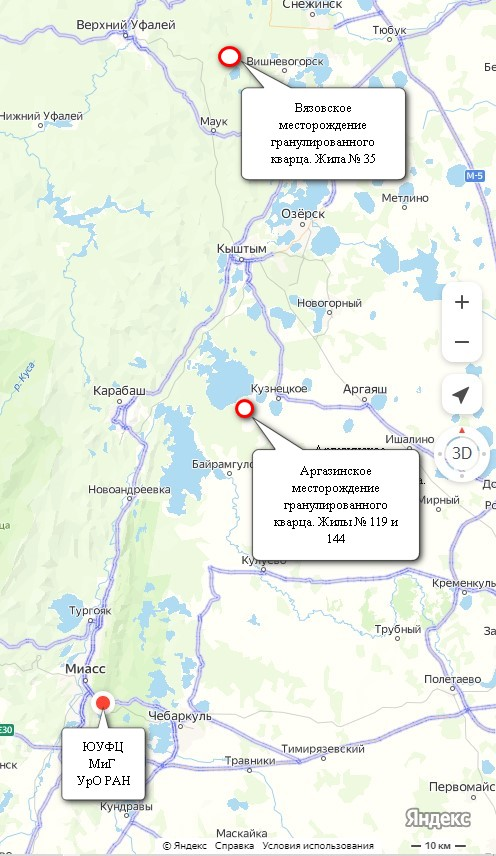 Снежинск
Верхний Уфалей
Тюбук
Вишневогорск
Вязовское
месторождение
гранулированного
кварца. Жила № 35
Нижний Уфалей
Маук
М-5
Метлино
Озёрск
Кыштым
Новогорный
р. Куса
Карабаш
Кузнецкое
Аргаяш
Ишалино
3D
Байрамгуло
Аргазинское
месторождение
гранулированного
кварца. Жилы № 119 и
144
Новоандреевка
Мирный
Кулуево
Кременкуль
Тургояк
Трубный
Миасс
Полетаево
Чебаркуль
Е30
ЮУФЦ
МиГ
УрО РАН
Тимирязевский
Травники
Первомайс
Кундравы
Яндекс
Маскайка
© Яндекс Справка Условия использования
10 км